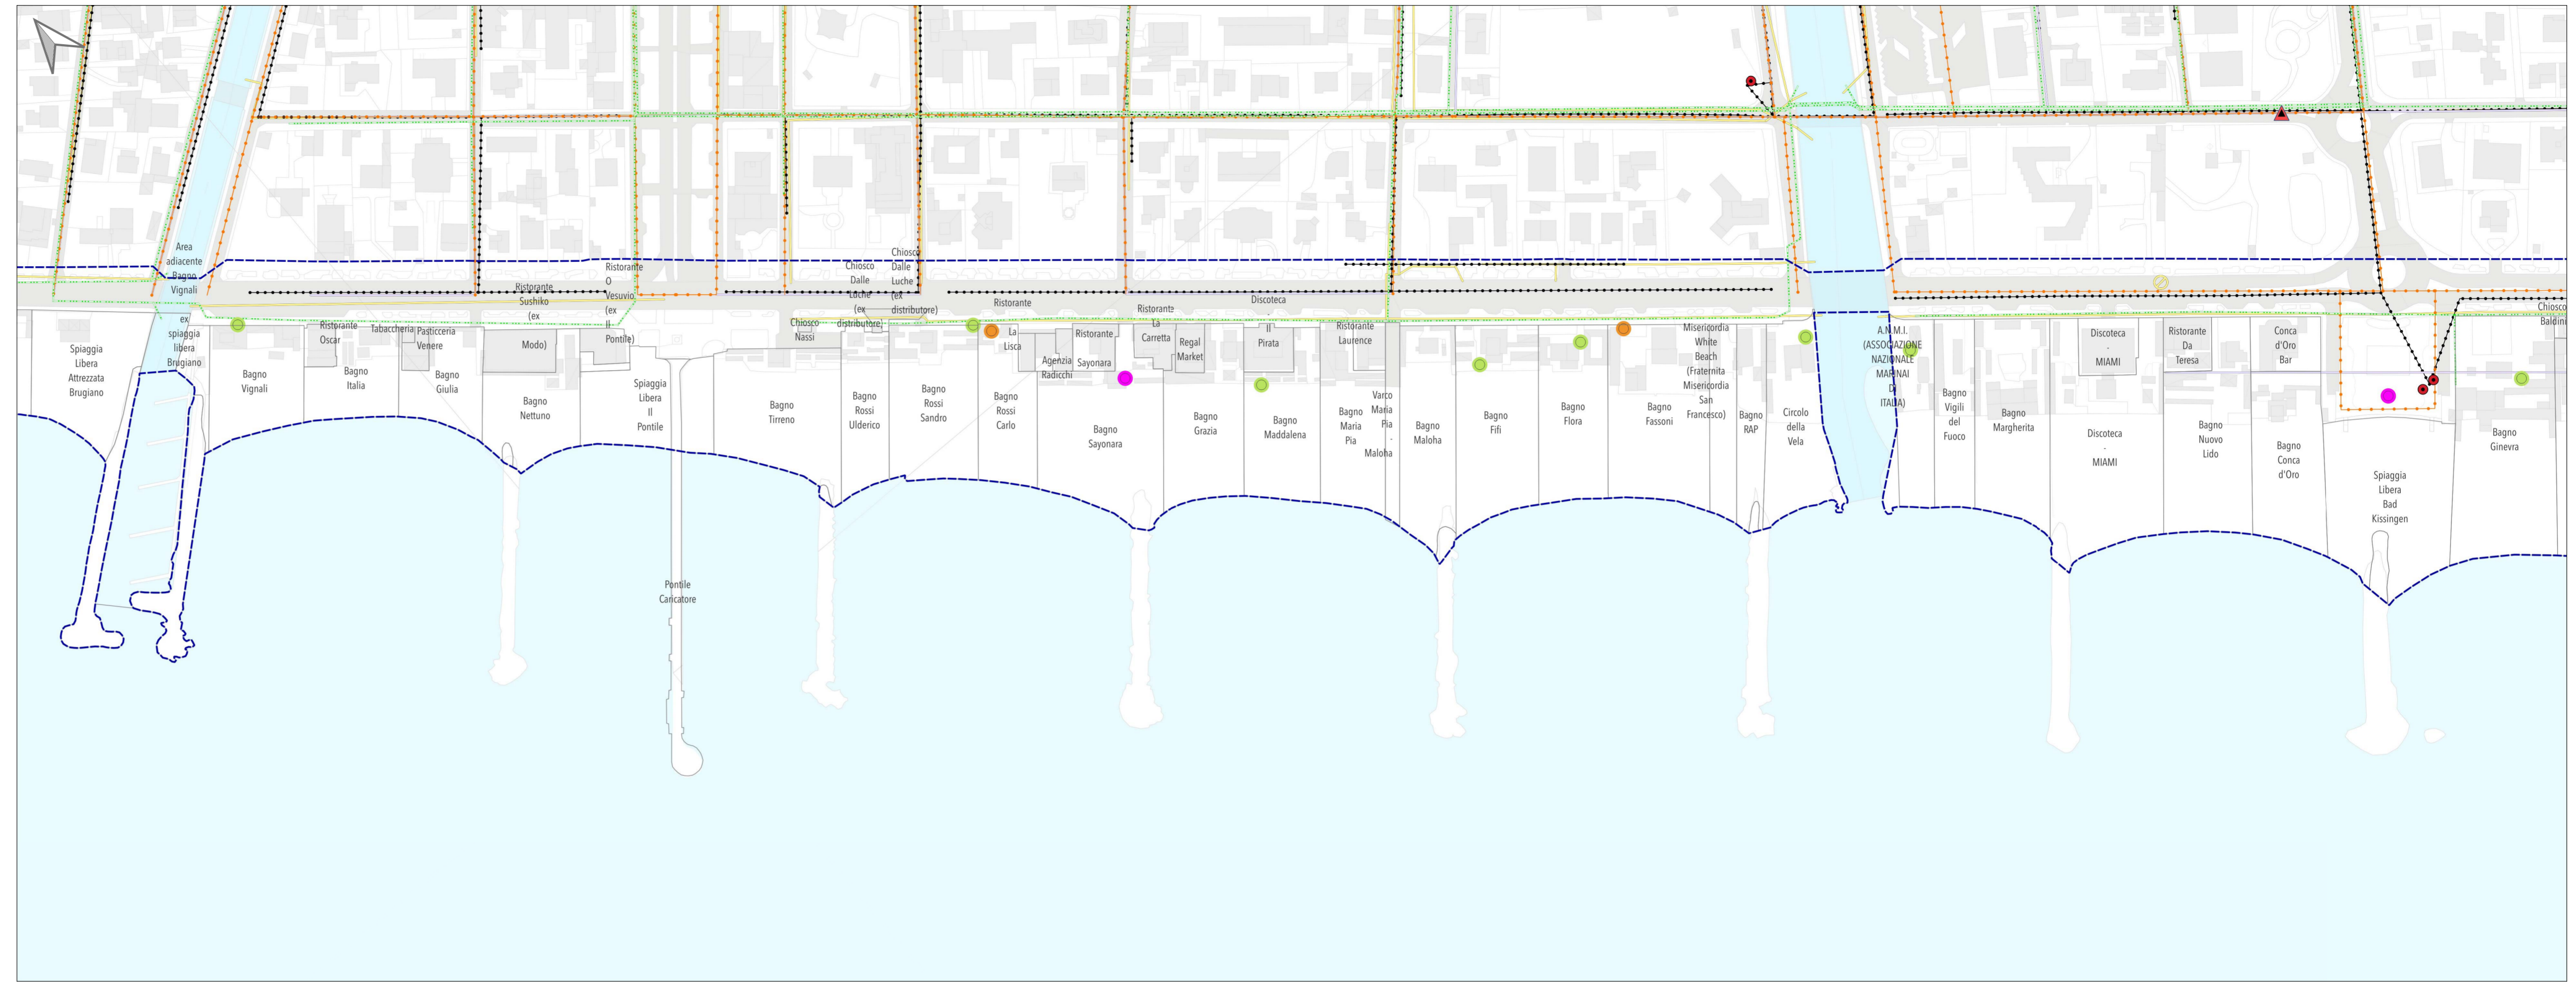 Area
adiacente
Bagno
Vignali
ex
spiaggia
libera
Brugiano
Spiaggia
Libera
Attrezzata
Brugiano
Bagno
Vignali
Ristorante
Oscar
Bagno
Italia
Tabaccheria
Pasticceria
Venere
Bagno
Giulia
Ristorante
Sushiko
(ex
Modo)
Bagno
Nettuno
Ristorante
O
Vesuvio
(ex
Il
Pontile)
Spiaggia
Libera
Il
Pontile
Pontile
Caricatore
Chiosco
Nassi
Bagno
Tirreno
Chiosco
Dalle
Luche
(ex
distributore)
Chiosco
Dalle
Luche
(ex
distributore)
Bagno
Rossi
Ulderico
Bagno
Rossi
Sandro
Ristorante
La
Lisca
Bagno
Rossi
Carlo
Agenzia
Radicchi
Ristorante
Sayonara
Bagno
Sayonara
Ristorante
La
Carretta
Regal
Market
Bagno
Grazia
Discoteca
-
Il
Pirata
Bagno
Maddalena
Ristorante
Laurence
Bagno
Maria
Pia
Varco
Maria
Pia
-
Maloha
Bagno
Maloha
Bagno
Fifi
Bagno
Flora
Bagno
Fassoni
Misericordia
White
Beach
(Fraternita
Misericordia
San
Francesco)
Bagno
RAP
Circolo
della
Vela
A.N.M.I.
(ASSOCIAZIONE
NAZIONALE
MARINAI
D'
ITALIA)
Bagno
Vigili
del
Fuoco
Bagno
Margherita
Discoteca
-
MIAMI
Discoteca
-
MIAMI
Ristorante
Da
Teresa
Bagno
Nuovo
Lido
Conca
d'Oro
Bar
Bagno
Conca
d'Oro
Spiaggia
Libera
Bad
Kissingen
Bagno
Ginevra
Chiosco
Baldini